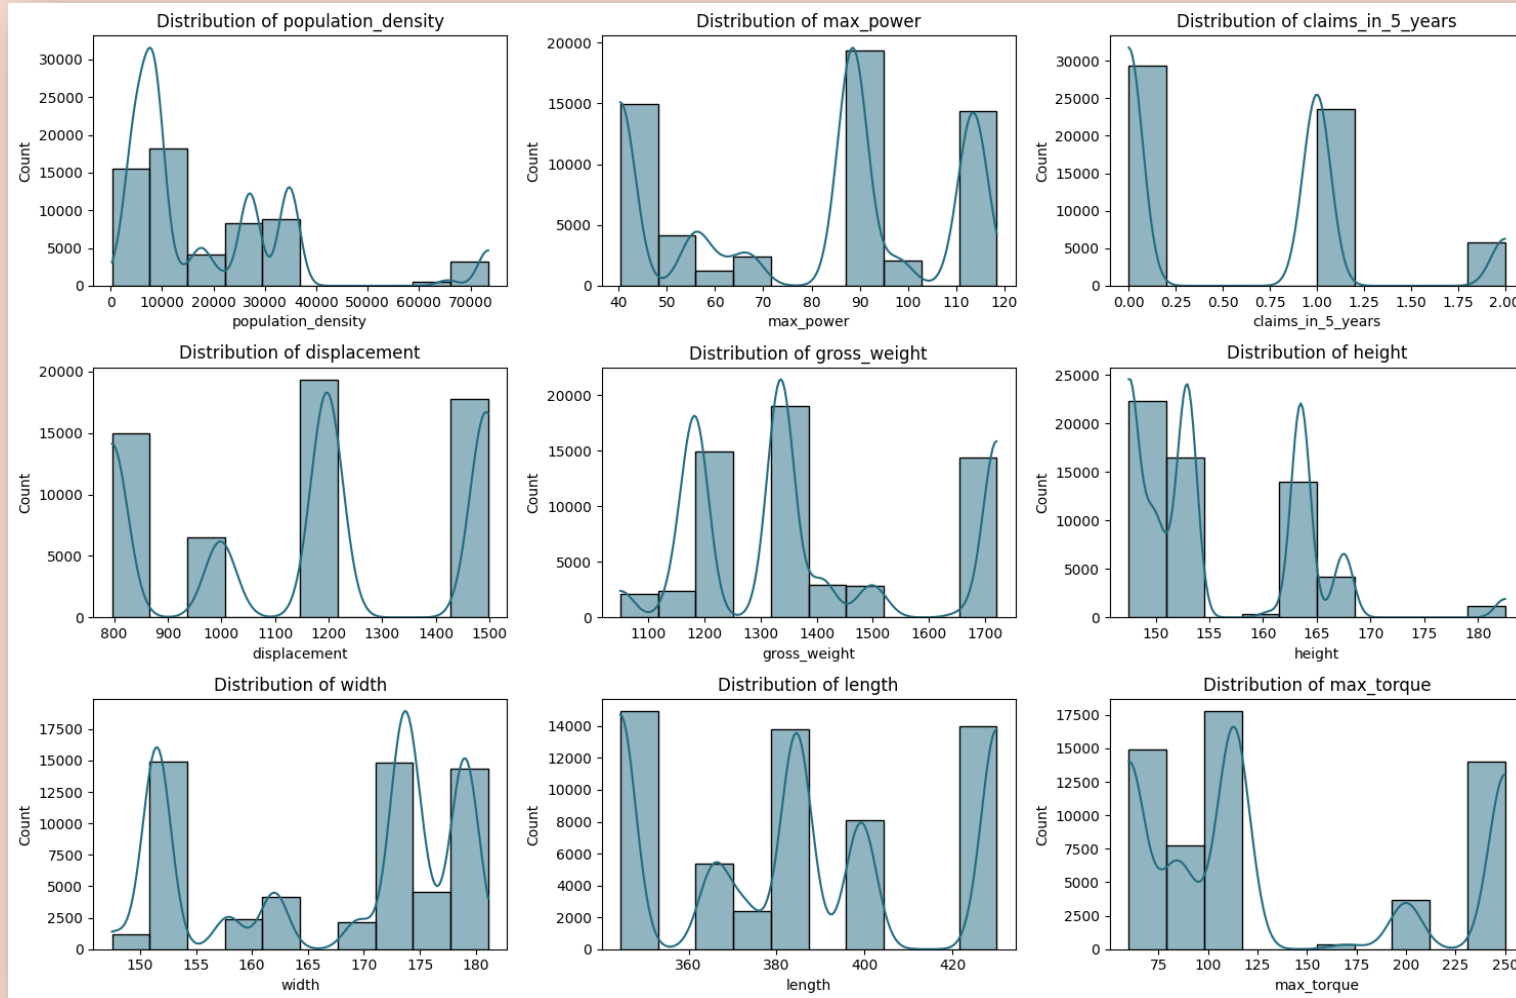 Distribution of population_density
Count
30000
25000
20000
15000
10000
5000
0
0 10000 20000 30000 40000 50000 60000 70000
population_density
Distribution of max_power
Count
20000
15000
10000
5000
0
40 50 60 70 80 90 100 110 120
max_power
Distribution of claims_in_5_years
Count
30000
25000
20000
15000
10000
5000
0
0.00 0.25 0.50 0.75 1.00 1.25 1.50 1.75 2.00
claims_in_5_years
Distribution of displacement
Count
20000
15000
10000
5000
0
800 900 1000 1100 1200 1300 1400 1500
displacement
Distribution of gross_weight
Count
20000
15000
10000
5000
0
1100 1200 1300 1400 1500 1600 1700
gross_weight
Distribution of height
Count
25000
20000
15000
10000
5000
0
150 155 160 165 170 175 180
height
Distribution of width
Count
17500
15000
12500
10000
7500
5000
2500
0
150 155 160 165 170 175 180
width
Distribution of length
Count
14000
12000
10000
8000
6000
4000
2000
0
360 380 400 420
length
Distribution of max_torque
Count
17500
15000
12500
10000
7500
5000
2500
0
75 100 125 150 175 200 225 250
max_torque